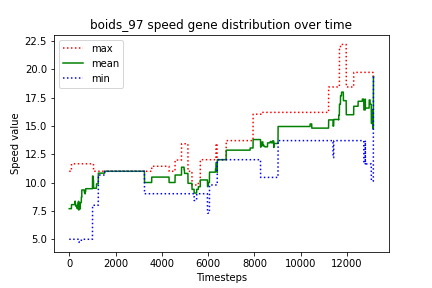 boids_97 speed gene distribution over time
22.5
20.0
17.5
15.0
12.5
10.0
7.5
5.0
Speed value
max
mean
min
0 2000 4000 6000 8000 10000 12000
Timesteps